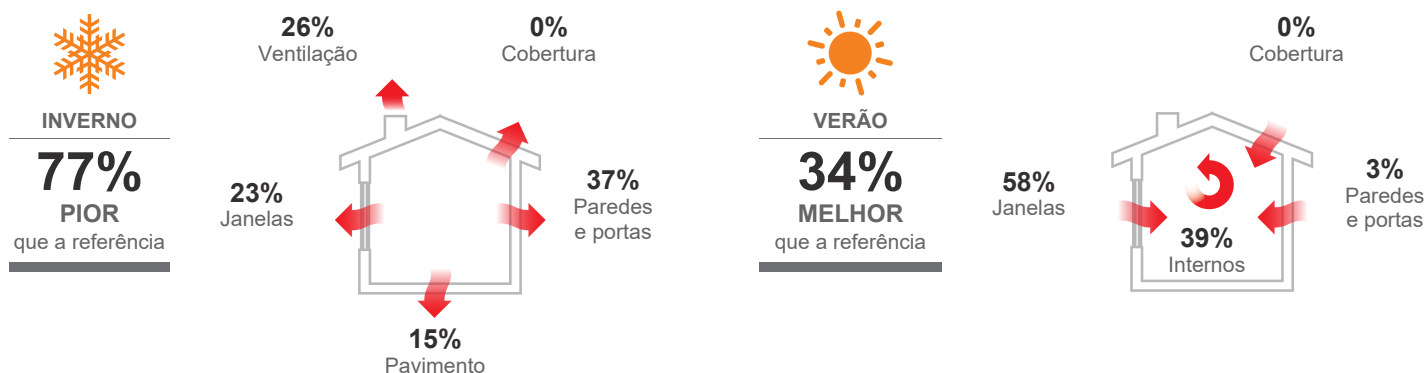 INVERNO
77%
PIOR
que a referência
26%
Ventilação
0%
Cobertura
23%
Janelas
37%
Paredes
e portas
15%
Pavimento
VERÃO
34%
MELHOR
que a referência
0%
Cobertura
58%
Janelas
3%
Paredes
e portas
39%
Internos